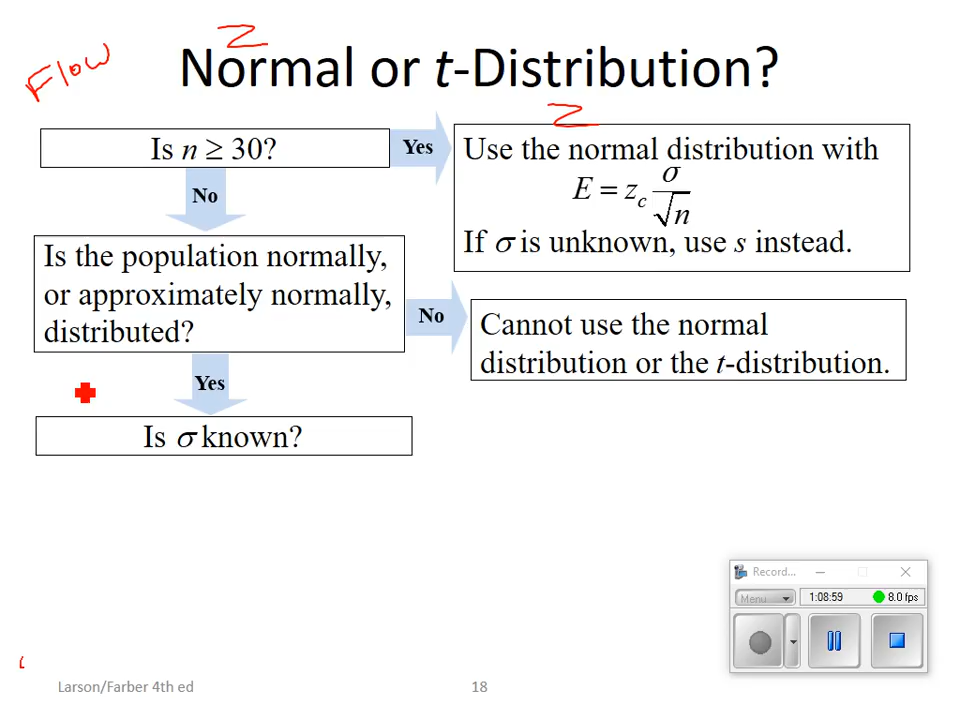 Z
Flow
Normal or t-Distribution?
Z
Is n ≥ 30?
Yes
Use the normal distribution with
E = z_c σ/√n
If σ is unknown, use s instead.
No
Is the population normally,
or approximately normally,
distributed?
No
Cannot use the normal
distribution or the t-distribution.
Yes
Is σ known?
Record...
Menu
1:08:59
8.0 fps
Larson/Farber 4th ed
18